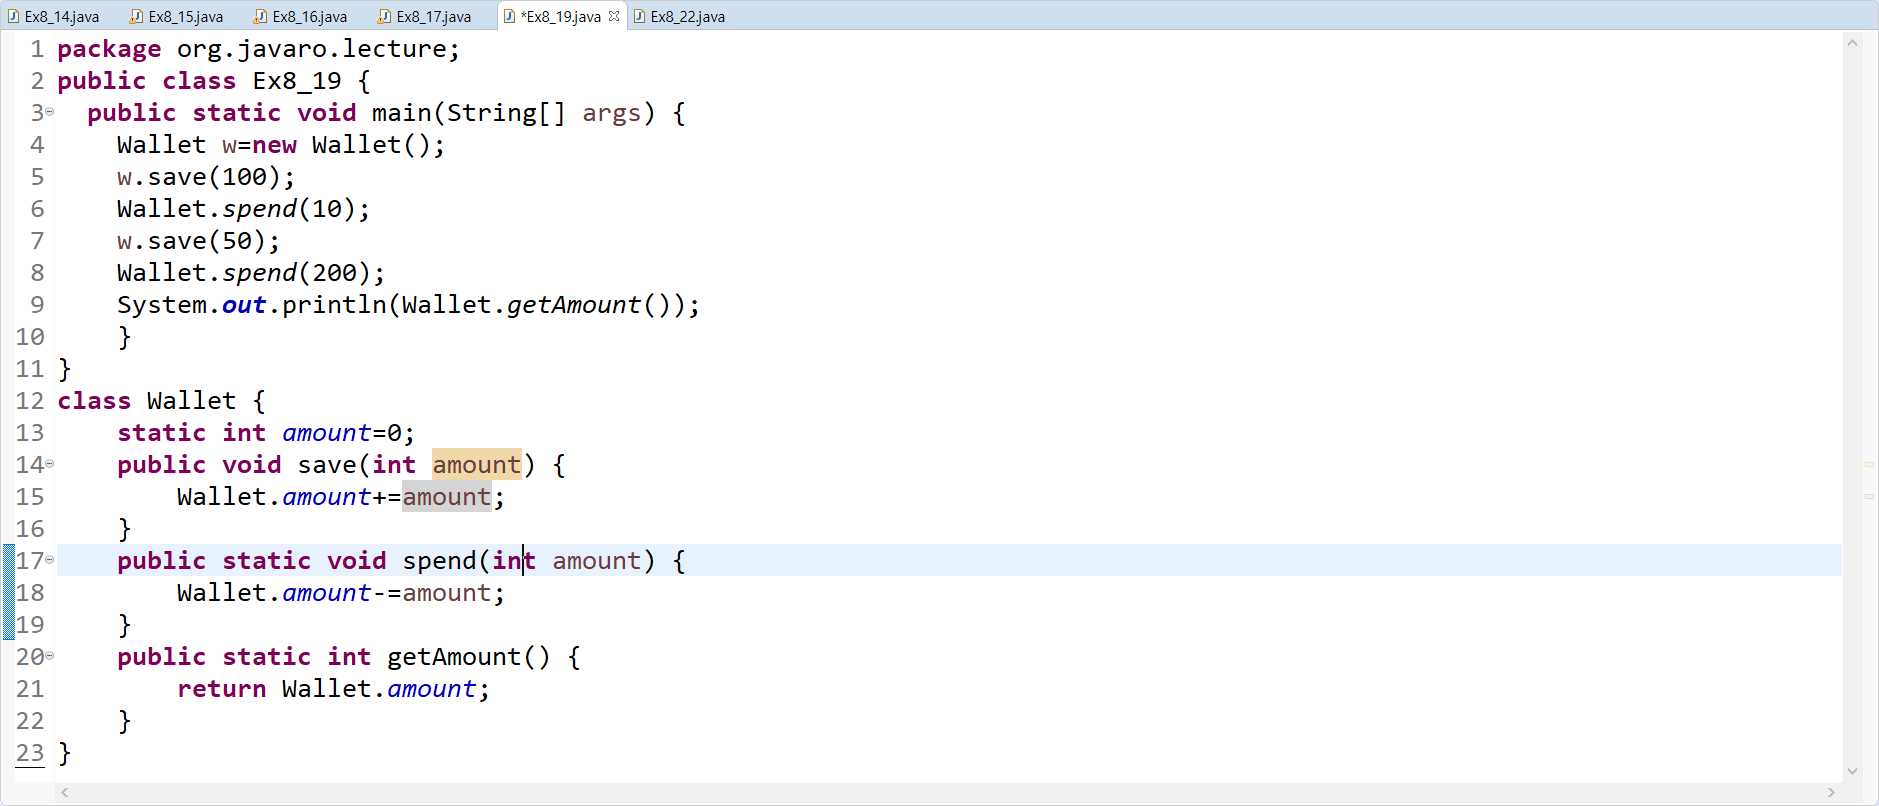 Ex8_14.java Ex8_15.java Ex8_16.java Ex8_17.java *Ex8_19.java Ex8_22.java
1 package org.javaro.lecture;
2 public class Ex8_19 {
3 public static void main(String[] args) {
4 Wallet w=new Wallet();
5 w.save(100);
6 Wallet.spend(10);
7 w.save(50);
8 Wallet.spend(200);
9 System.out.println(Wallet.getAmount());
10 }
11 }
12 class Wallet {
13 static int amount=0;
14 public void save(int amount) {
15 Wallet.amount+=amount;
16 }
17 public static void spend(int amount) {
18 Wallet.amount-=amount;
19 }
20 public static int getAmount() {
21 return Wallet.amount;
22 }
23 }